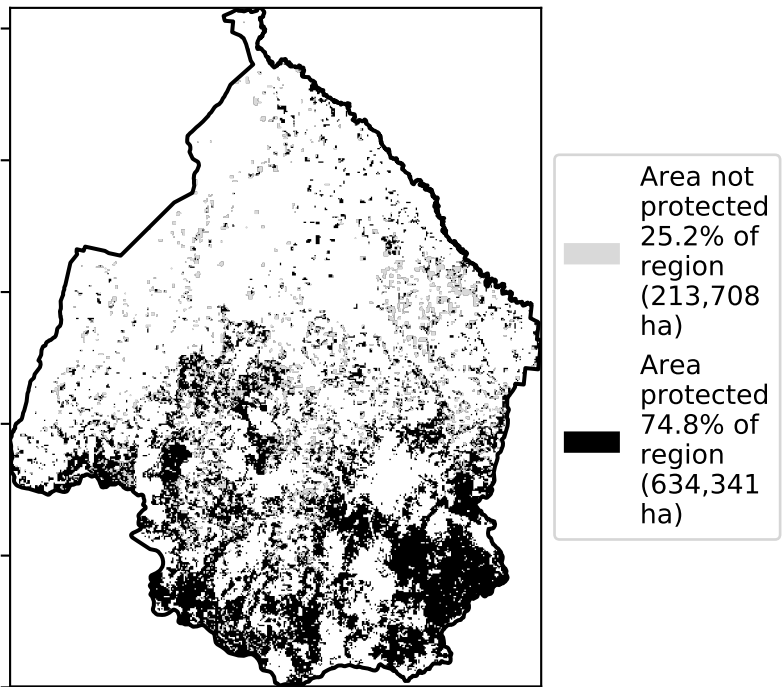 Area not
protected
25.2% of
region
(213,708
ha)
Area
protected
74.8% of
region
(634,341
ha)